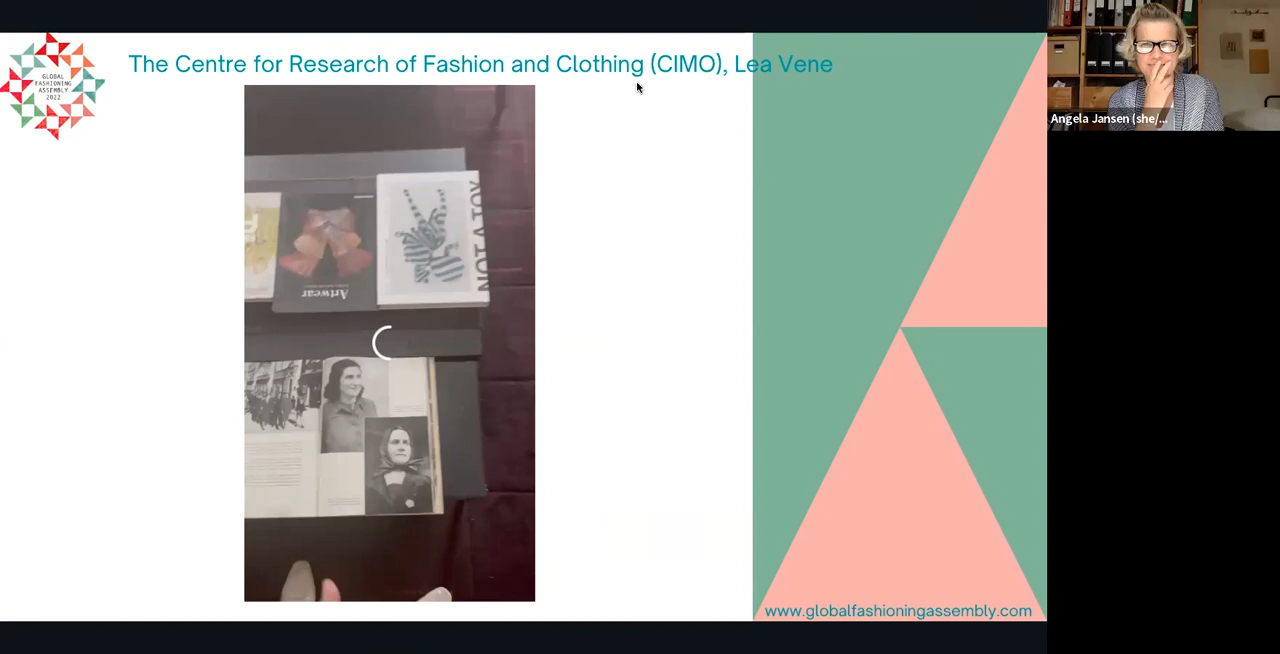 The Centre for Research of Fashion and Clothing (CIMO), Lea Vene
GLOBAL
FASHIONING
ASSEMBLY
2022
Angela Jansen (she/...
Artwear
NOT A TOY
www.globalfashioningassembly.com